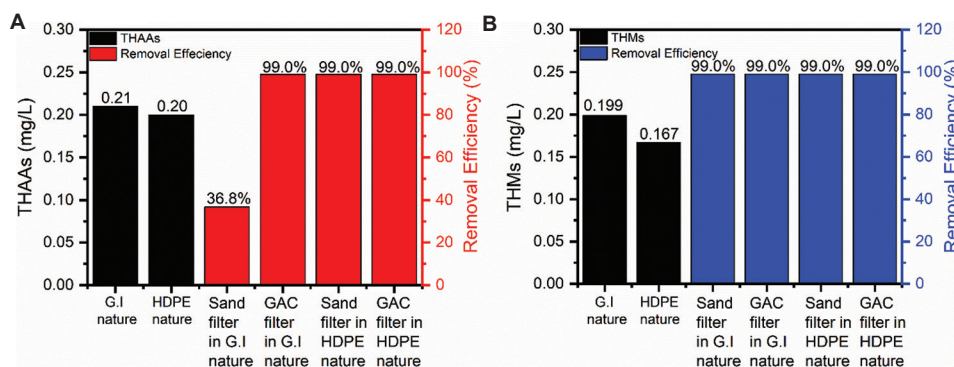 A
THAAs
Removal Effeciency
THAAs (mg/L)
0.30
0.25
0.20
0.15
0.10
0.05
0.00
0.21
0.20
36.8%
99.0%
99.0%
99.0%
120
100
80
60
40
20
0
Removal Efficiency (%)
G.I
nature
HDPE
nature
Sand
filter
in G.I
nature
GAC
filter in
in G.I
nature
Sand
filter in
HDPE
nature
GAC
filter in
HDPE
nature
B
THMs
Removal Efficiency
THMs (mg/L)
0.30
0.25
0.20
0.15
0.10
0.05
0.00
0.199
0.167
99.0%
99.0%
99.0%
99.0%
120
100
80
60
40
20
0
Removal Efficiency (%)
G.I
nature
HDPE
nature
Sand
filter
in G.I
nature
GAC
filter
in G.I
nature
Sand
filter in
HDPE
nature
GAC
filter in
HDPE
nature